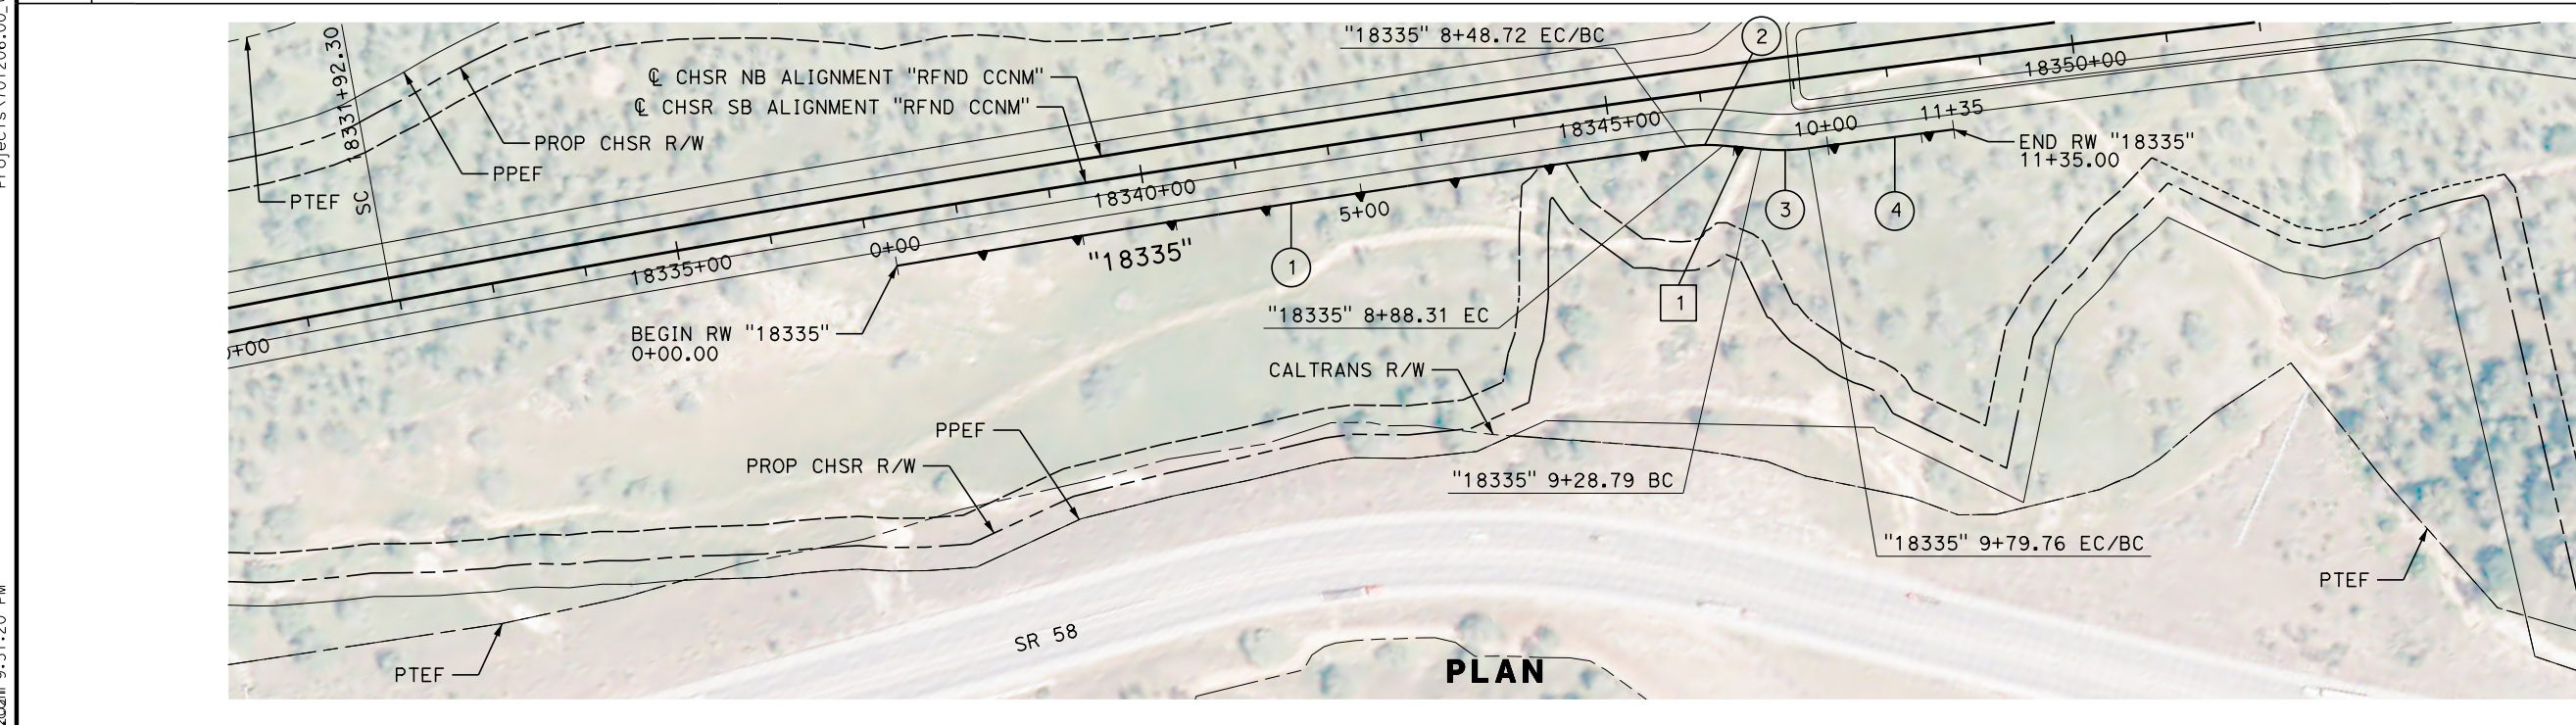 "18335" 8+48.72 EC/BC
2
18331+92.30
SC
℄ CHSR NB ALIGNMENT "RFND CCNM"
℄ CHSR SB ALIGNMENT "RFND CCNM"
PROP CHSR R/W
PPEF
PTEF
18350+00
18345+00
18340+00
18335+00
11+35
10+00
5+00
0+00
END RW "18335"
11+35.00
"18335"
1
3
4
1
BEGIN RW "18335"
0+00.00
+00
"18335" 8+88.31 EC
CALTRANS R/W
PPEF
PROP CHSR R/W
"18335" 9+28.79 BC
"18335" 9+79.76 EC/BC
PTEF
SR 58
PTEF
PLAN